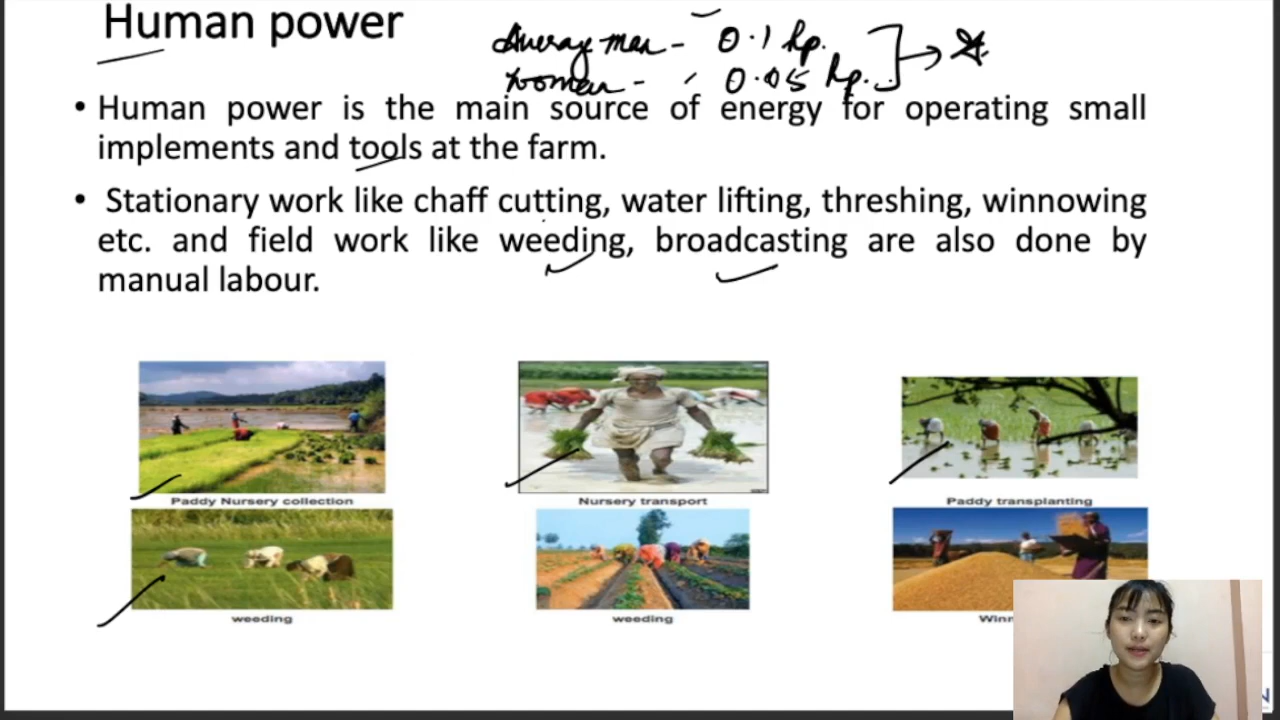 Human power
Average man - 0.1 hp.
women - 0.05 hp.
• Human power is the main source of energy for operating small
implements and tools at the farm.
• Stationary work like chaff cutting, water lifting, threshing, winnowing
etc. and field work like weeding, broadcasting are also done by
manual labour.
Paddy Nursery collection
Nursery transport
Paddy transplanting
weeding
weeding
Winn
N